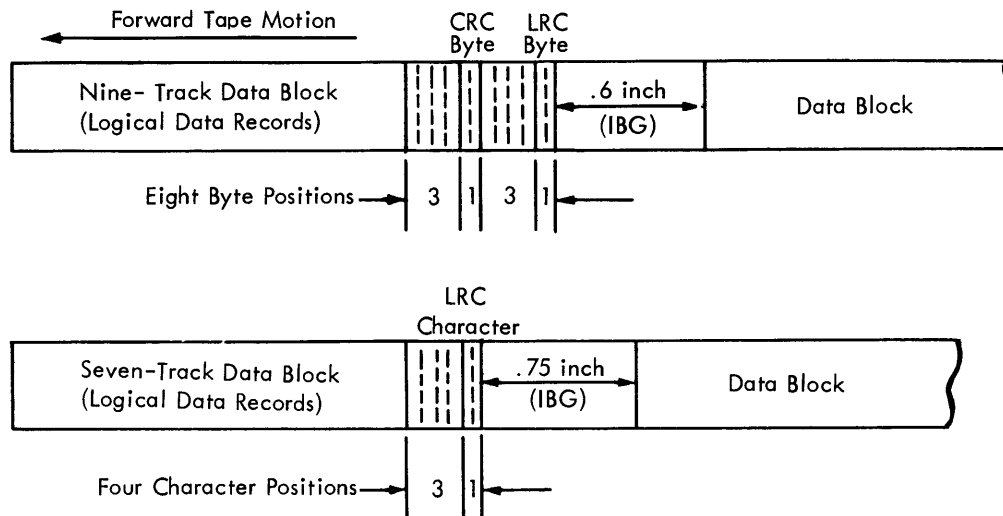 Forward Tape Motion
CRC
Byte
LRC
Byte
Nine- Track Data Block
(Logical Data Records)
.6 inch
(IBG)
Data Block
Eight Byte Positions
3
1
3
1
LRC
Character
Seven-Track Data Block
(Logical Data Records)
.75 inch
(IBG)
Data Block
Four Character Positions
3
1